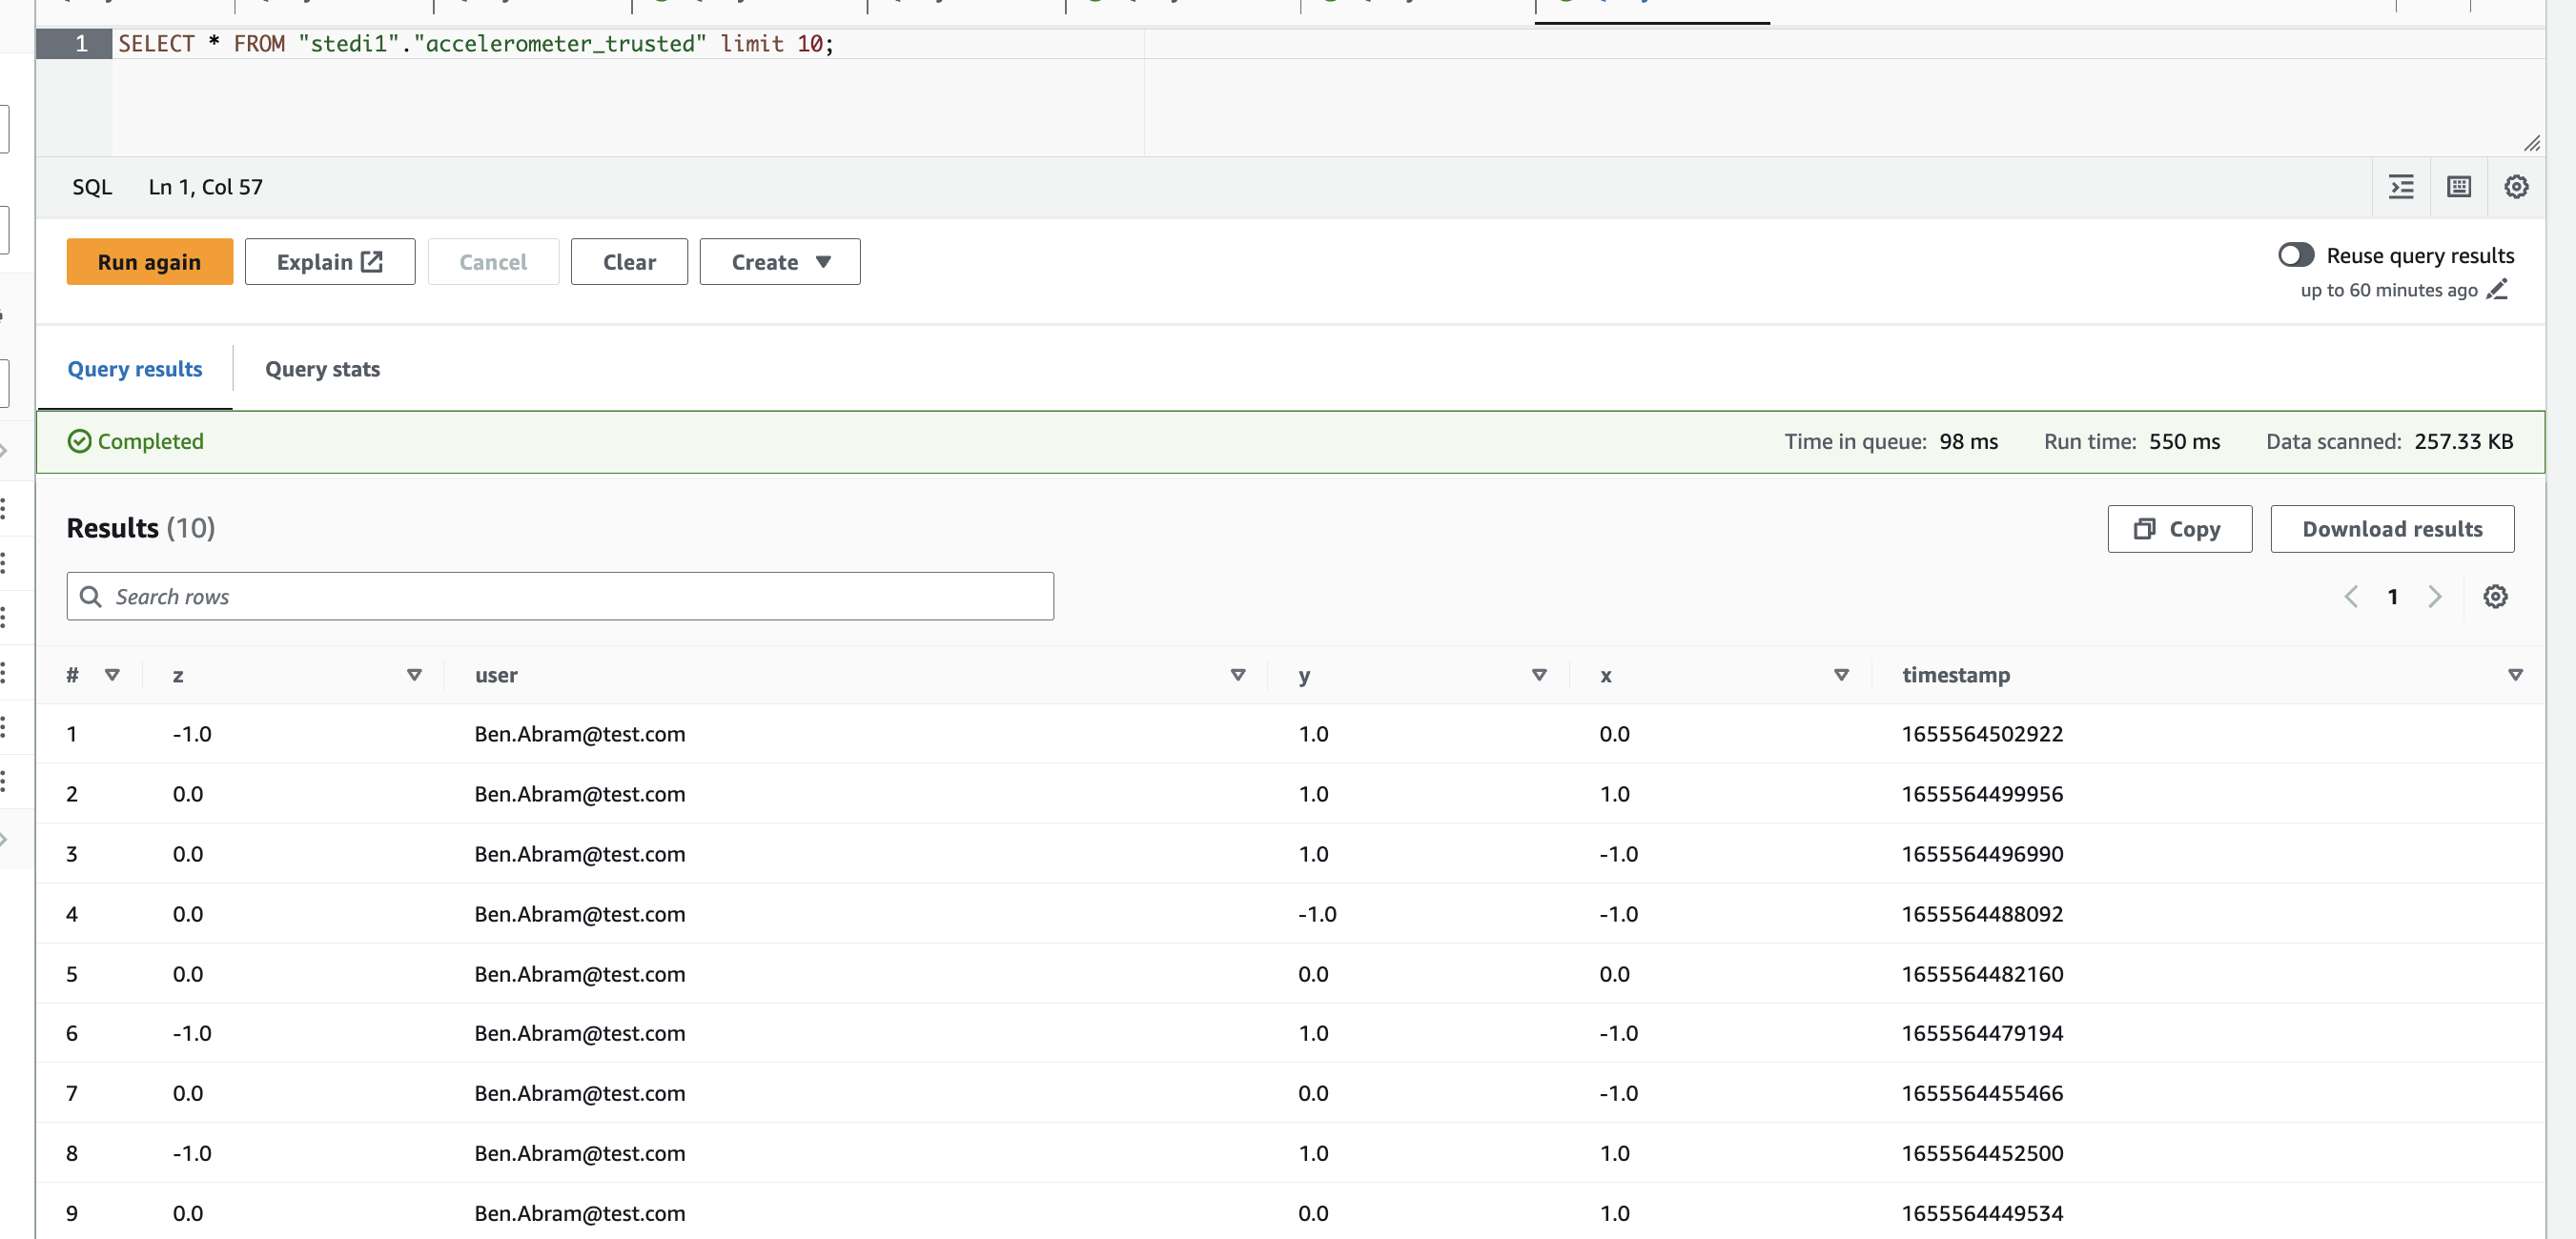 1 SELECT * FROM "stedi1"."accelerometer_trusted" limit 10;
SQL Ln 1, Col 57
Run again Explain Cancel Clear Create Reuse query results
up to 60 minutes ago
Query results Query stats
Completed Time in queue: 98 ms Run time: 550 ms Data scanned: 257.33 KB
Results (10) Copy Download results
Search rows 1
# z user y x timestamp
1 -1.0 Ben.Abram@test.com 1.0 0.0 1655564502922
2 0.0 Ben.Abram@test.com 1.0 1.0 1655564499956
3 0.0 Ben.Abram@test.com 1.0 -1.0 1655564496990
4 0.0 Ben.Abram@test.com -1.0 -1.0 1655564488092
5 0.0 Ben.Abram@test.com 0.0 0.0 1655564482160
6 -1.0 Ben.Abram@test.com 1.0 -1.0 1655564479194
7 0.0 Ben.Abram@test.com 0.0 -1.0 1655564455466
8 -1.0 Ben.Abram@test.com 1.0 1.0 1655564452500
9 0.0 Ben.Abram@test.com 0.0 1.0 1655564449534